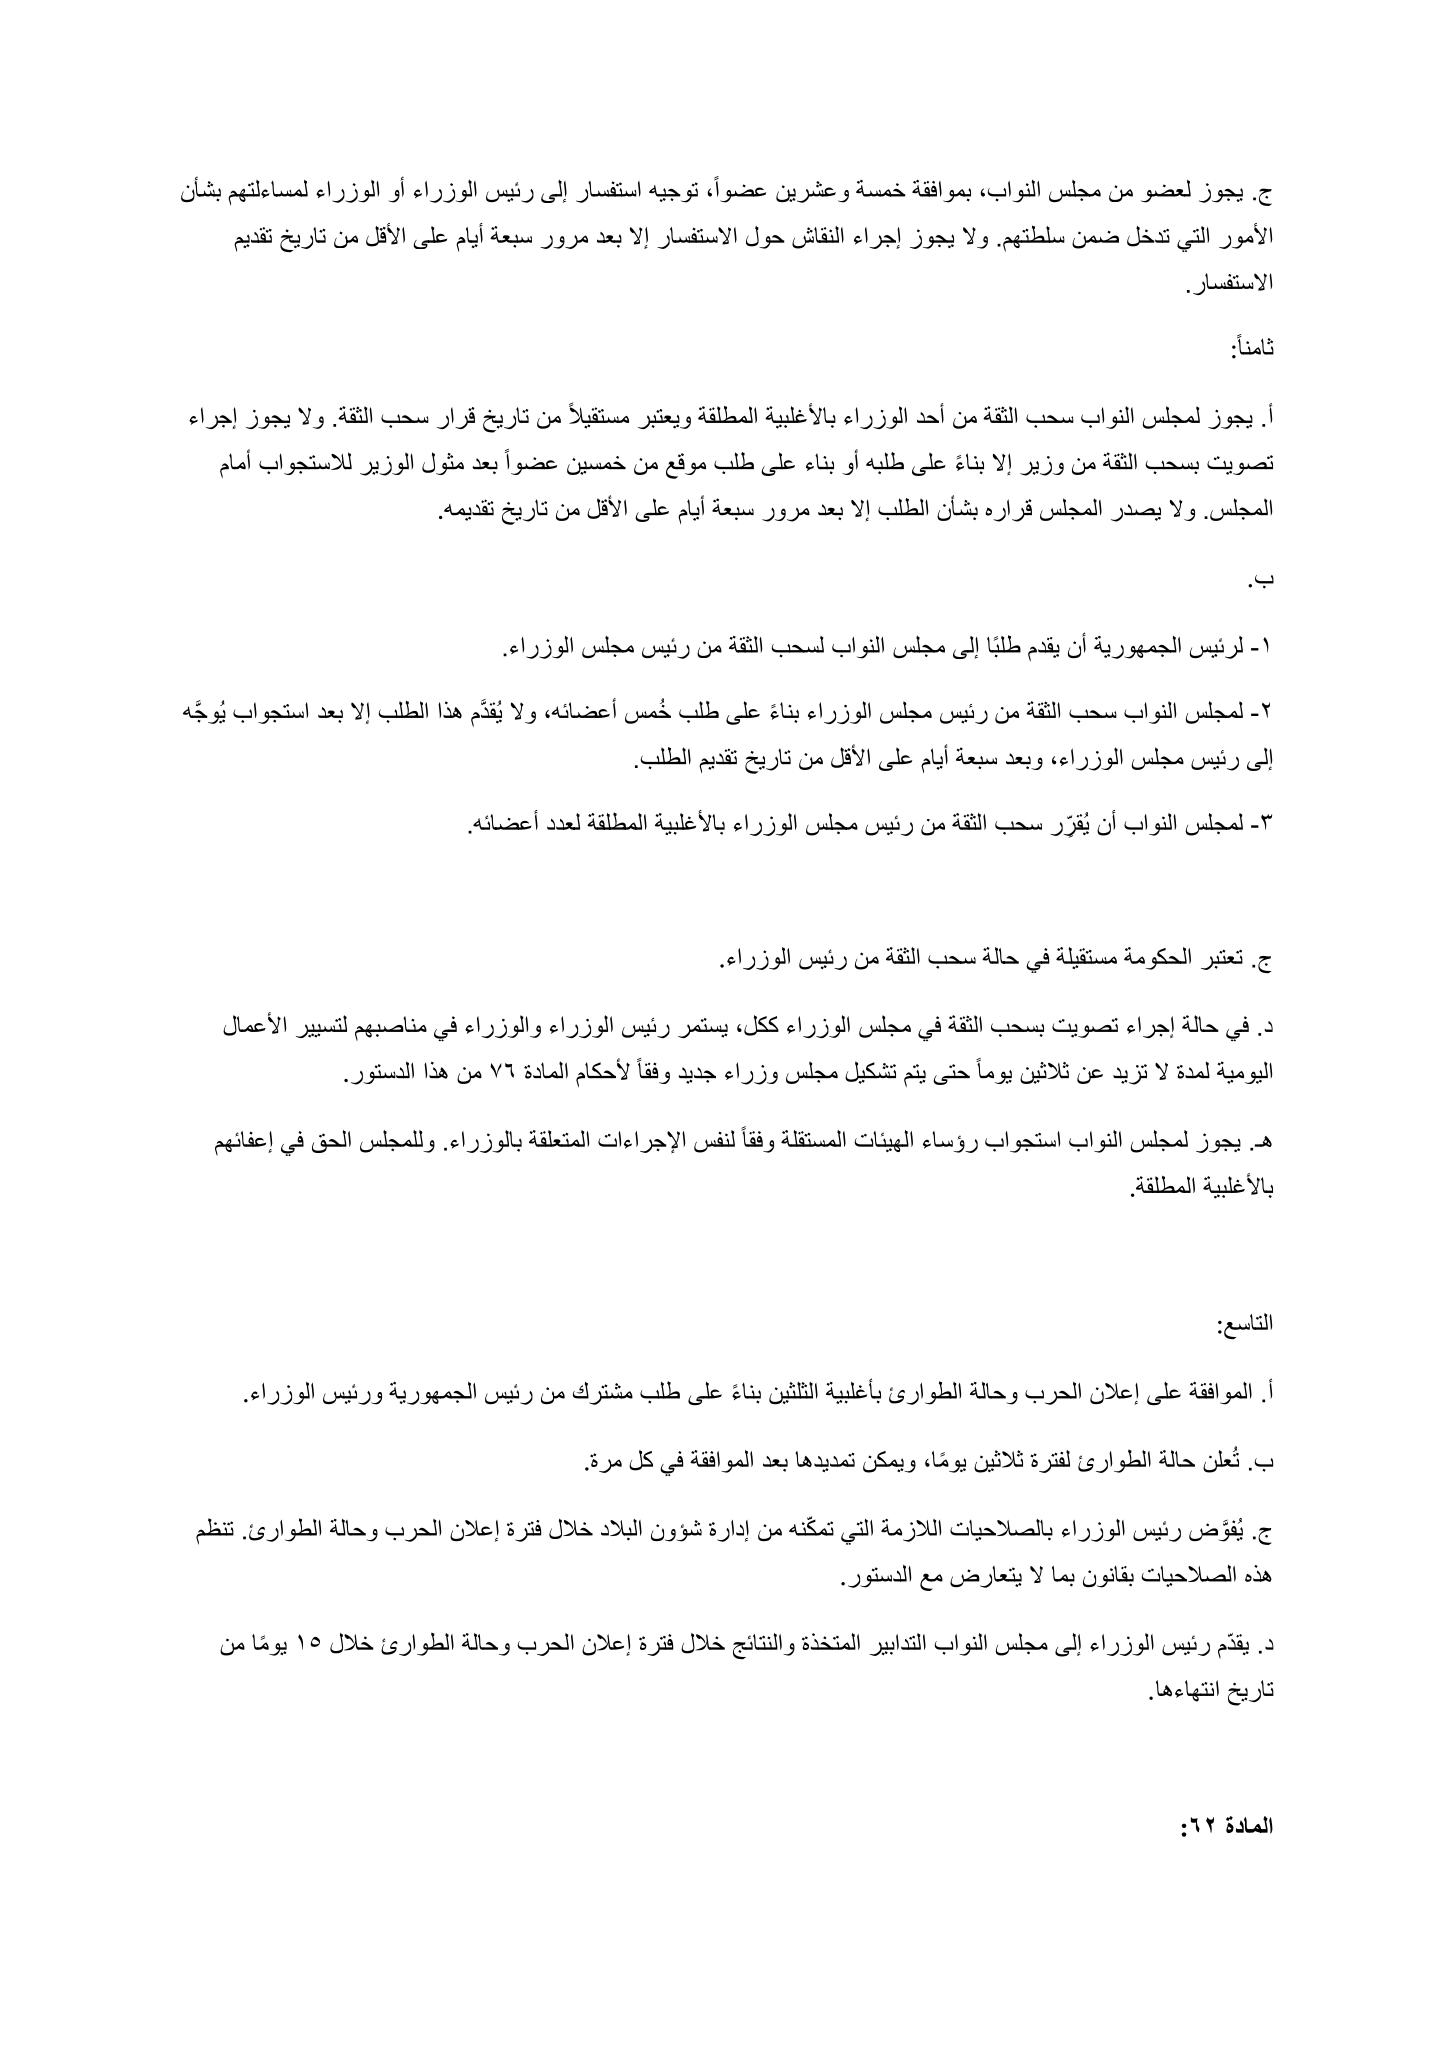 ج. يجوز لعضو من مجلس النواب، بموافقة خمسة وعشرين عضواً، توجيه استفسار إلى رئيس الوزراء أو الوزراء لمساءلتهم بشأن
الأمور التي تدخل ضمن سلطتهم. ولا يجوز إجراء النقاش حول الاستفسار إلا بعد مرور سبعة أيام على الأقل من تاريخ تقديم
الاستفسار.
ثامناً:
أ. يجوز لمجلس النواب سحب الثقة من أحد الوزراء بالأغلبية المطلقة ويعتبر مستقيلاً من تاريخ قرار سحب الثقة. ولا يجوز إجراء
تصويت بسحب الثقة من وزير إلا بناءً على طلبه أو بناء على طلب موقع من خمسين عضواً بعد مثول الوزير للاستجواب أمام
المجلس. ولا يصدر المجلس قراره بشأن الطلب إلا بعد مرور سبعة أيام على الأقل من تاريخ تقديمه.
ب.
١- لرئيس الجمهورية أن يقدم طلبًا إلى مجلس النواب لسحب الثقة من رئيس مجلس الوزراء.
٢- لمجلس النواب سحب الثقة من رئيس مجلس الوزراء بناءً على طلب خُمس أعضائه، ولا يُقدَّم هذا الطلب إلا بعد استجواب يُوجَّه
إلى رئيس مجلس الوزراء، وبعد سبعة أيام على الأقل من تاريخ تقديم الطلب.
٣- لمجلس النواب أن يُقرِّر سحب الثقة من رئيس مجلس الوزراء بالأغلبية المطلقة لعدد أعضائه.
ج. تعتبر الحكومة مستقيلة في حالة سحب الثقة من رئيس الوزراء.
د. في حالة إجراء تصويت بسحب الثقة في مجلس الوزراء ككل، يستمر رئيس الوزراء والوزراء في مناصبهم لتسيير الأعمال
اليومية لمدة لا تزيد عن ثلاثين يوماً حتى يتم تشكيل مجلس وزراء جديد وفقاً لأحكام المادة ٧٦ من هذا الدستور.
هـ. يجوز لمجلس النواب استجواب رؤساء الهيئات المستقلة وفقاً لنفس الإجراءات المتعلقة بالوزراء. وللمجلس الحق في إعفائهم
بالأغلبية المطلقة.
التاسع:
أ. الموافقة على إعلان الحرب وحالة الطوارئ بأغلبية الثلثين بناءً على طلب مشترك من رئيس الجمهورية ورئيس الوزراء.
ب. تُعلن حالة الطوارئ لفترة ثلاثين يومًا، ويمكن تمديدها بعد الموافقة في كل مرة.
ج. يُفوَّض رئيس الوزراء بالصلاحيات اللازمة التي تمكّنه من إدارة شؤون البلاد خلال فترة إعلان الحرب وحالة الطوارئ. تنظم
هذه الصلاحيات بقانون بما لا يتعارض مع الدستور.
د. يقدّم رئيس الوزراء إلى مجلس النواب التدابير المتخذة والنتائج خلال فترة إعلان الحرب وحالة الطوارئ خلال ١٥ يومًا من
تاريخ انتهاءها.
المادة ٦٢: